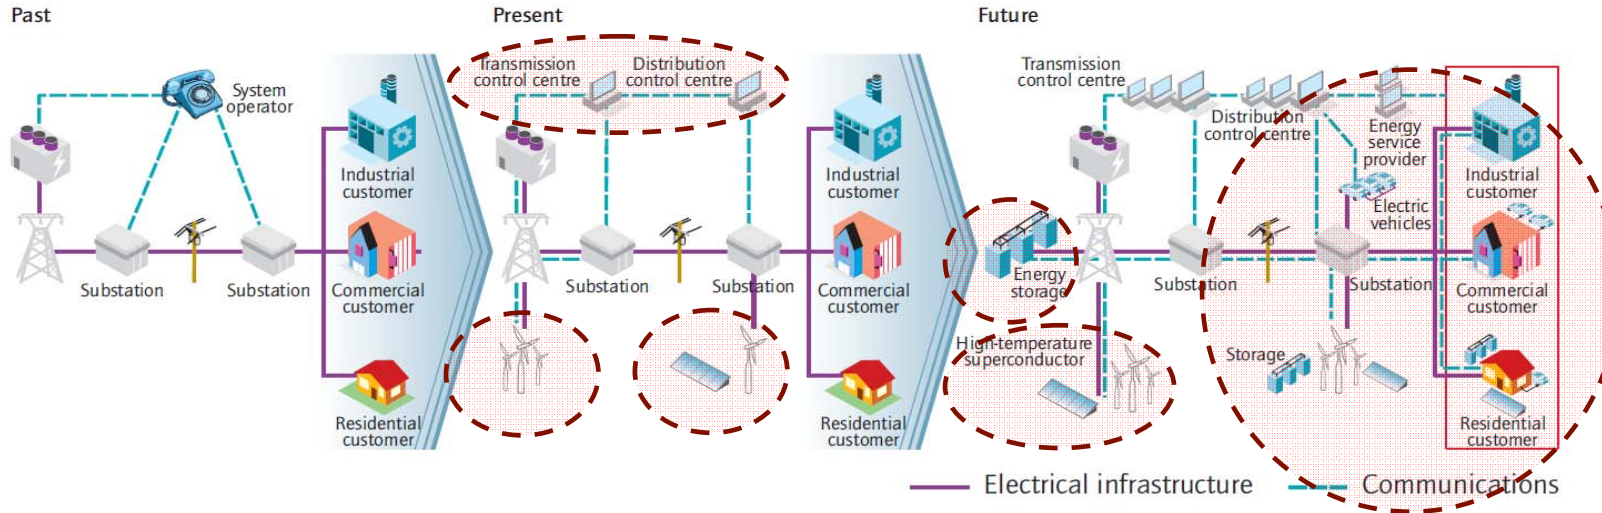 Past
System
operator
Substation
Substation
Industrial
customer
Commercial
customer
Residential
customer
Present
Transmission
control centre
Distribution
control centre
Substation
Substation
Industrial
customer
Commercial
customer
Residential
customer
Future
Transmission
control centre
Distribution
control centre
Energy
service
provider
Industrial
customer
Electric
vehicles
Energy
storage
Substation
Substation
Commercial
customer
High-temperature
superconductor
Storage
Residential
customer
Electrical infrastructure
Communications